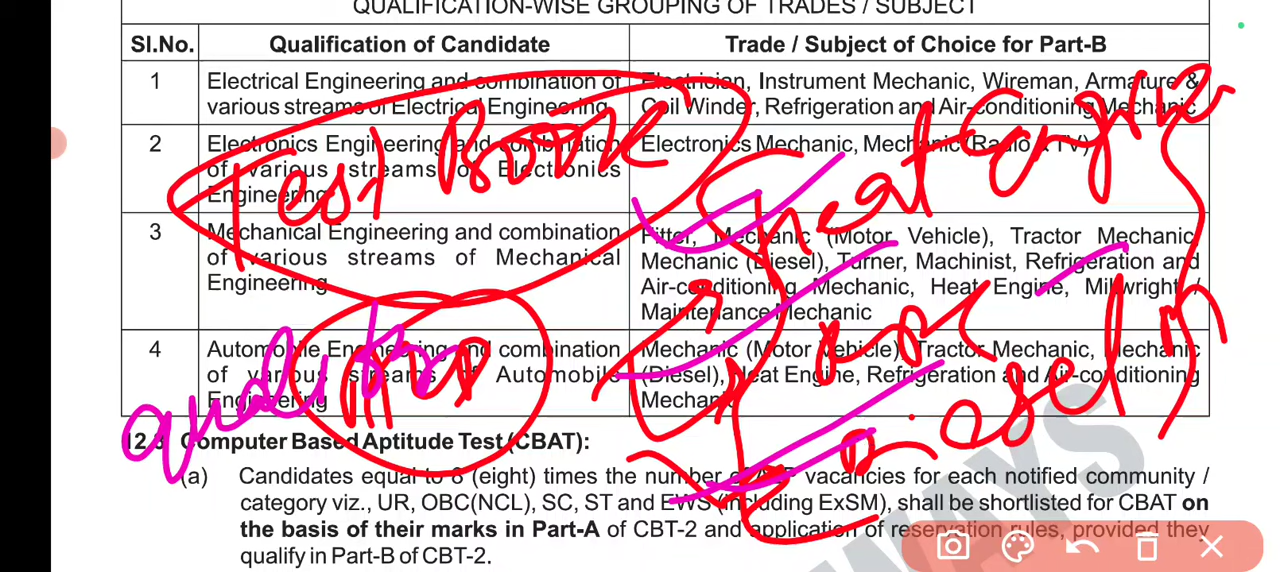 QUALIFICATION-WISE GROUPING OF TRADES / SUBJECT
Sl.No. Qualification of Candidate Trade / Subject of Choice for Part-B
1 Electrical Engineering and combination of various streams of Electrical Engineering
Electrician, Instrument Mechanic, Wireman, Armature &
Coil Winder, Refrigeration and Air-conditioning Mechanic
2 Electronics Engineering and combination
of various streams of Electronics
Engineering
Electronics Mechanic, Mechanic (Radio & TV)
3 Mechanical Engineering and combination
of various streams of Mechanical
Engineering
Fitter, Mechanic (Motor Vehicle), Tractor Mechanic,
Mechanic (Diesel), Turner, Machinist, Refrigeration and
Air-conditioning Mechanic, Heat Engine, Millwright /
Maintenance Mechanic
4 Automobile Engineering and combination
of various streams of Automobile
Engineering
Mechanic (Motor Vehicle), Tractor Mechanic, Mechanic
(Diesel), Heat Engine, Refrigeration and Air-conditioning
Mechanic
Test Book
heat Engine
Diesel m
Computer Based Aptitude Test (CBAT):
(a) Candidates equal to 8 (eight) times the number of ALP vacancies for each notified community /
category viz., UR, OBC(NCL), SC, ST and EWS (including ExSM), shall be shortlisted for CBAT on
the basis of their marks in Part-A of CBT-2 and application of reservation rules, provided they
qualify in Part-B of CBT-2.
WAYS